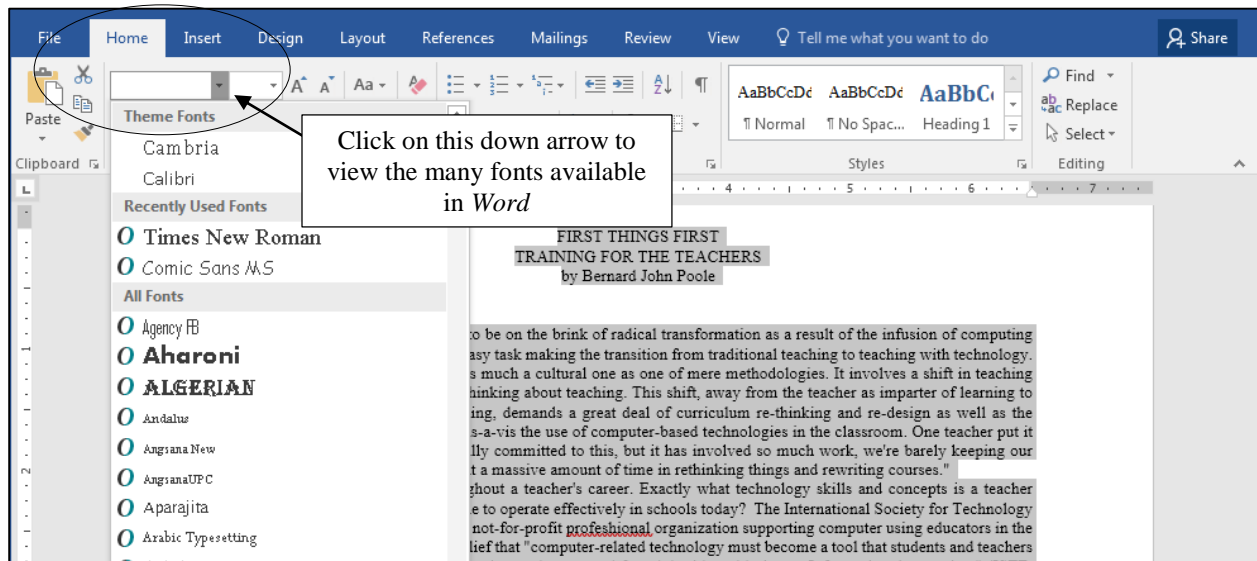 File Home Insert Design Layout References Mailings Review View Tell me what you want to do Share
Paste
Aa
Clipboard
Theme Fonts
Cambria
Calibri
Recently Used Fonts
O Times New Roman
O Comic Sans MS
All Fonts
O Agency FB
O Aharoni
O ALGERIAN
O Andalus
O Angsana New
O AngsanaUPC
O Aparajita
O Arabic Typesetting
Click on this down arrow to
view the many fonts available
in Word
AaBbCcDd AaBbCcDd AaBbC
¶ Normal ¶ No Spac... Heading 1
Styles
Find
Replace
Select
Editing
4 5 6 7
1
2
FIRST THINGS FIRST
TRAINING FOR THE TEACHERS
by Bernard John Poole
to be on the brink of radical transformation as a result of the infusion of computing
asy task making the transition from traditional teaching to teaching with technology.
s much a cultural one as one of mere methodologies. It involves a shift in teaching
hinking about teaching. This shift, away from the teacher as imparter of learning to
ing, demands a great deal of curriculum re-thinking and re-design as well as the
s-a-vis the use of computer-based technologies in the classroom. One teacher put it
lly committed to this, but it has involved so much work, we're barely keeping our
t a massive amount of time in rethinking things and rewriting courses."
ghout a teacher's career. Exactly what technology skills and concepts is a teacher
e to operate effectively in schools today? The International Society for Technology
not-for-profit profeshional organization supporting computer using educators in the
lief that "computer-related technology must become a tool that students and teachers